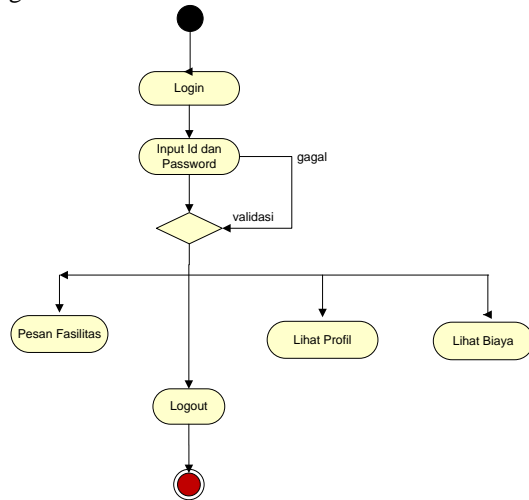 Login
Input Id dan
Password
gagal
validasi
Pesan Fasilitas
Lihat Profil
Lihat Biaya
Logout